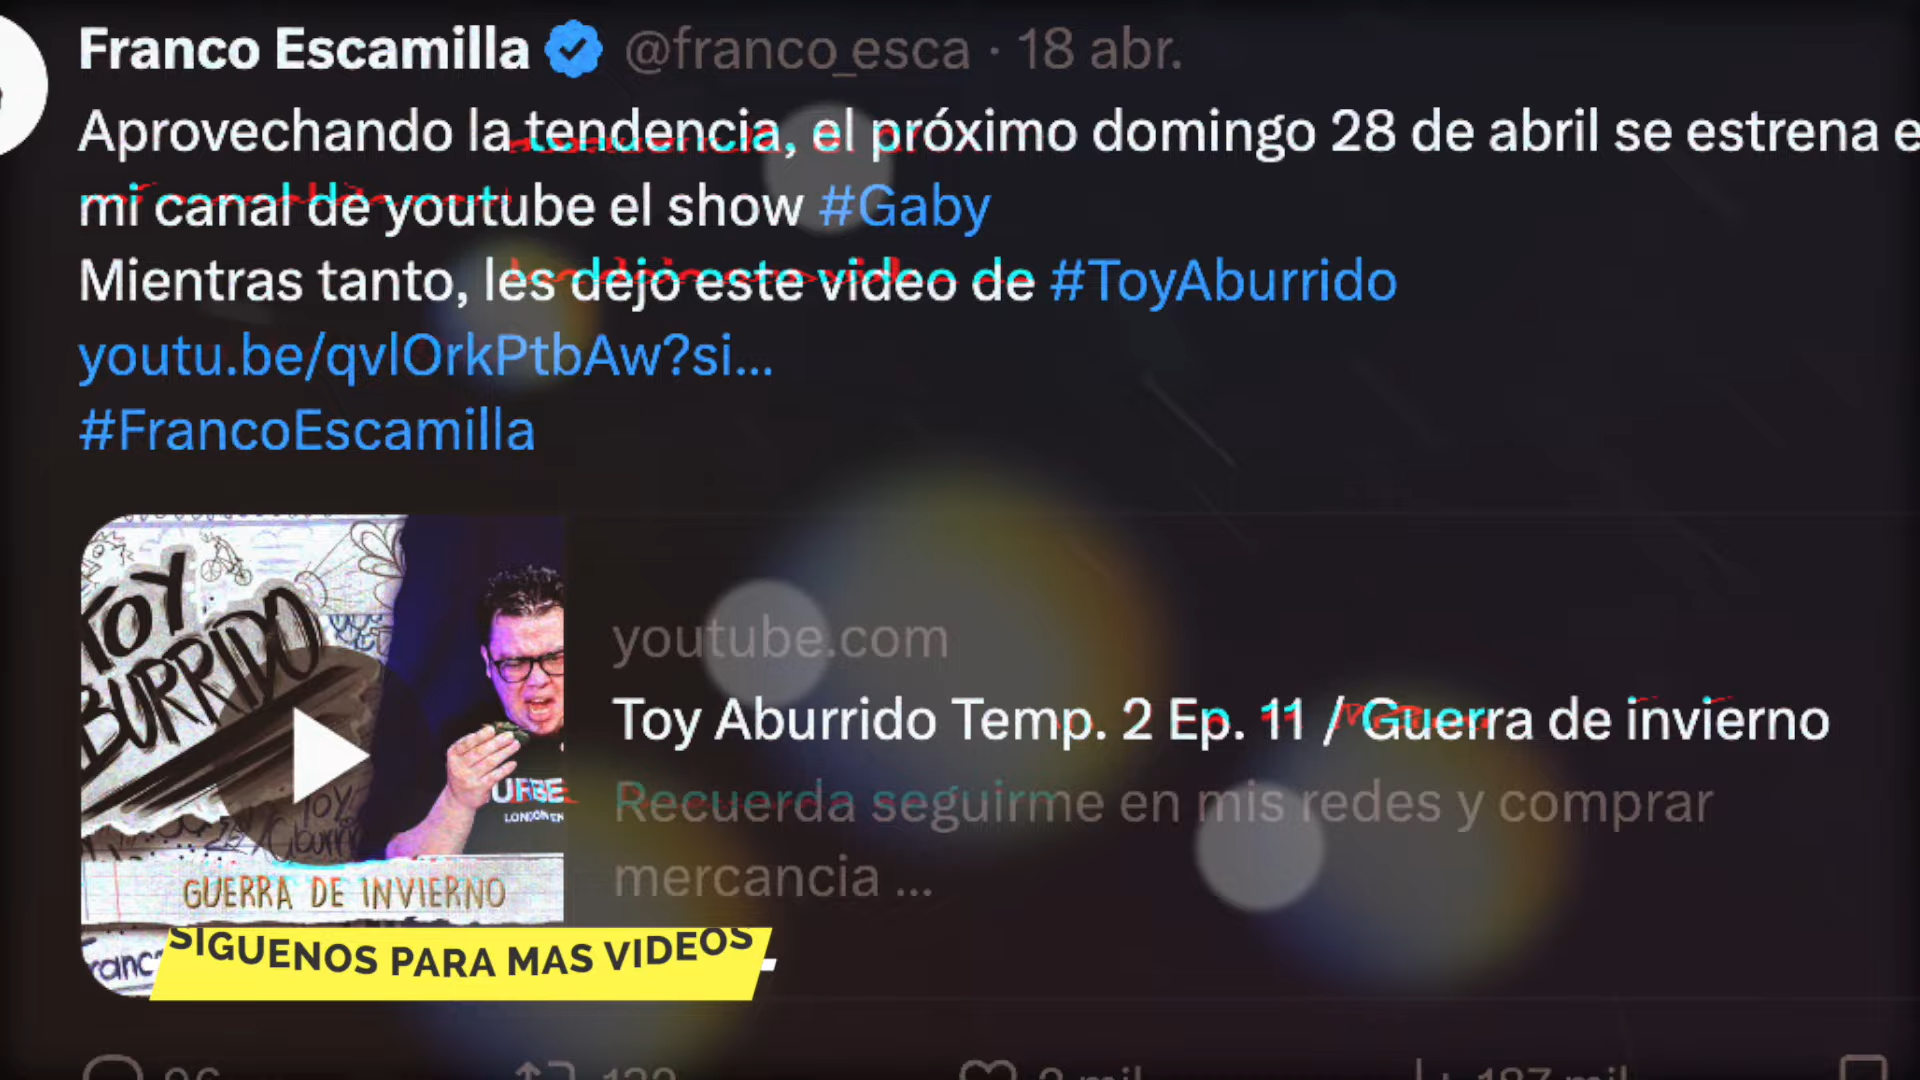 Franco Escamilla @franco_esca · 18 abr.
Aprovechando la tendencia, el próximo domingo 28 de abril se estrena e
mi canal de youtube el show #Gaby
Mientras tanto, les dejo este video de #ToyAburrido
youtu.be/qvlOrkPtbAw?si...
#FrancoEscamilla
TOY
BURRIDO
URBE
LONDON EN
GUERRA DE INVIERNO
youtube.com
Toy Aburrido Temp. 2 Ep. 11 / Guerra de invierno
Recuerda seguirme en mis redes y comprar
mercancia ...
SIGUENOS PARA MAS VIDEOS